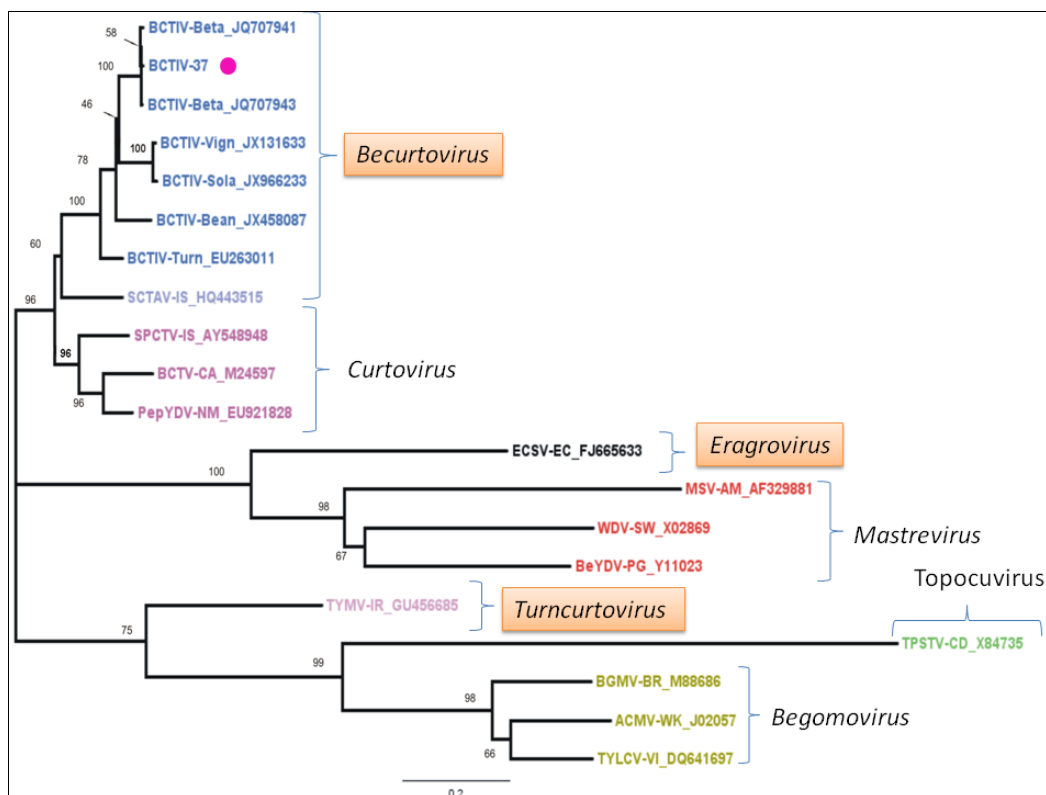 58
BCTIV-Beta_JQ707941
100
BCTIV-37
BCTIV-Beta_JQ707943
46
100
BCTIV-Vign_JX131633
Becurtovirus
78
BCTIV-Sola_JX966233
100
BCTIV-Bean_JX458087
60
BCTIV-Turn_EU263011
96
SCTAV-IS_HQ443515
SPCTV-IS_AY548948
96
BCTV-CA_M24597
Curtovirus
96
PepYDV-NM_EU921828
ECSV-EC_FJ665633
Eragrovirus
100
MSV-AM_AF329881
98
WDV-SW_X02869
Mastrevirus
67
BeYDV-PG_Y11023
Topocuvirus
TYMV-IR_GU456685
Turncurtovirus
75
TPSTV-CD_X84735
99
BGMV-BR_M88686
98
ACMV-WK_J02057
Begomovirus
66
TYLCV-VI_DQ641697
0.2